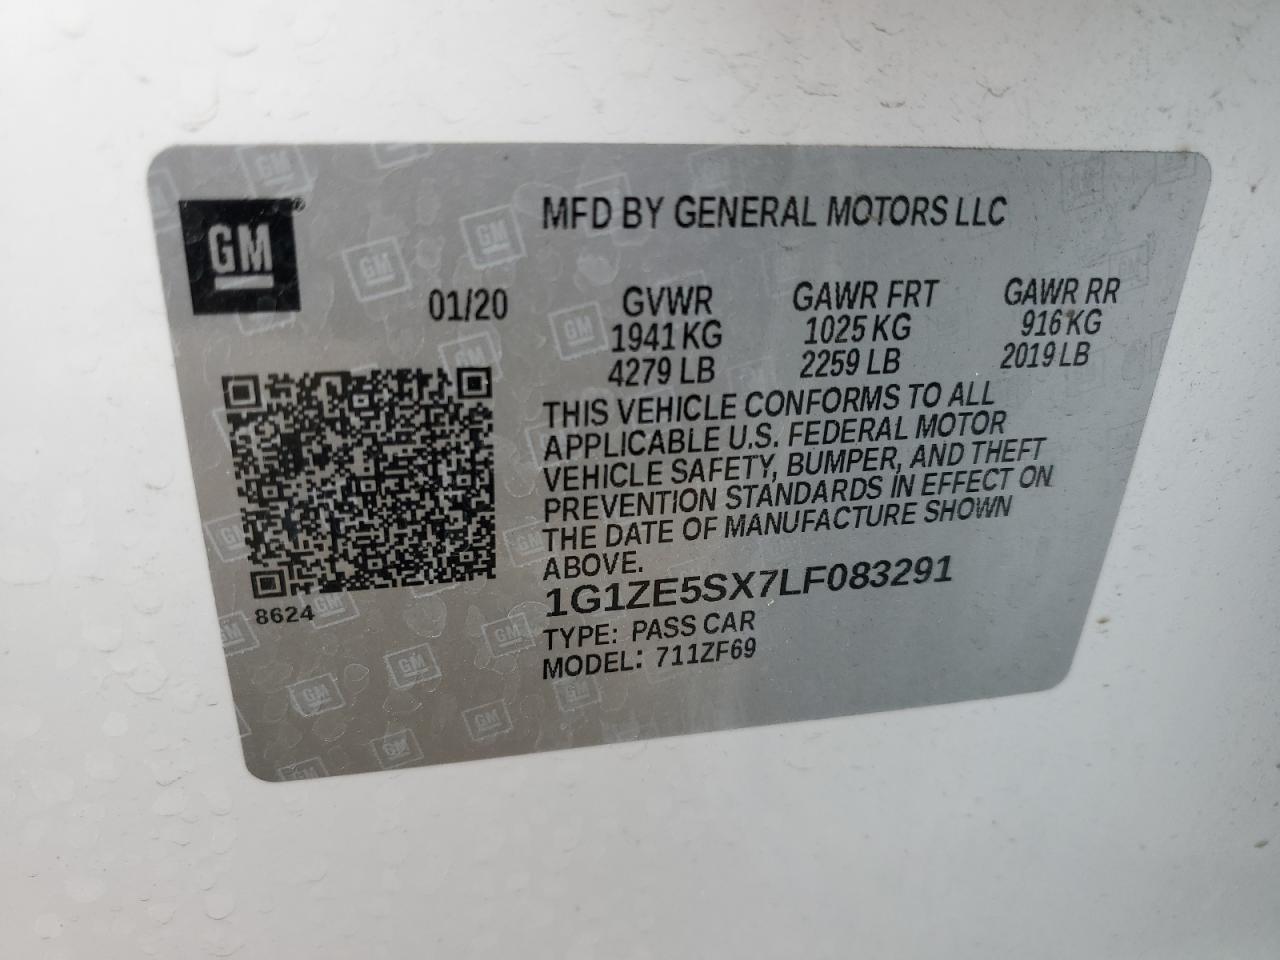 GM®
MFD BY GENERAL MOTORS LLC
01/20 GVWR GAWR FRT GAWR RR
1941 KG 1025 KG 916 KG
4279 LB 2259 LB 2019 LB
THIS VEHICLE CONFORMS TO ALL
APPLICABLE U.S. FEDERAL MOTOR
VEHICLE SAFETY, BUMPER, AND THEFT
PREVENTION STANDARDS IN EFFECT ON
THE DATE OF MANUFACTURE SHOWN
ABOVE.
1G1ZE5SX7LF083291
8624
TYPE: PASS CAR
MODEL: 711ZF69